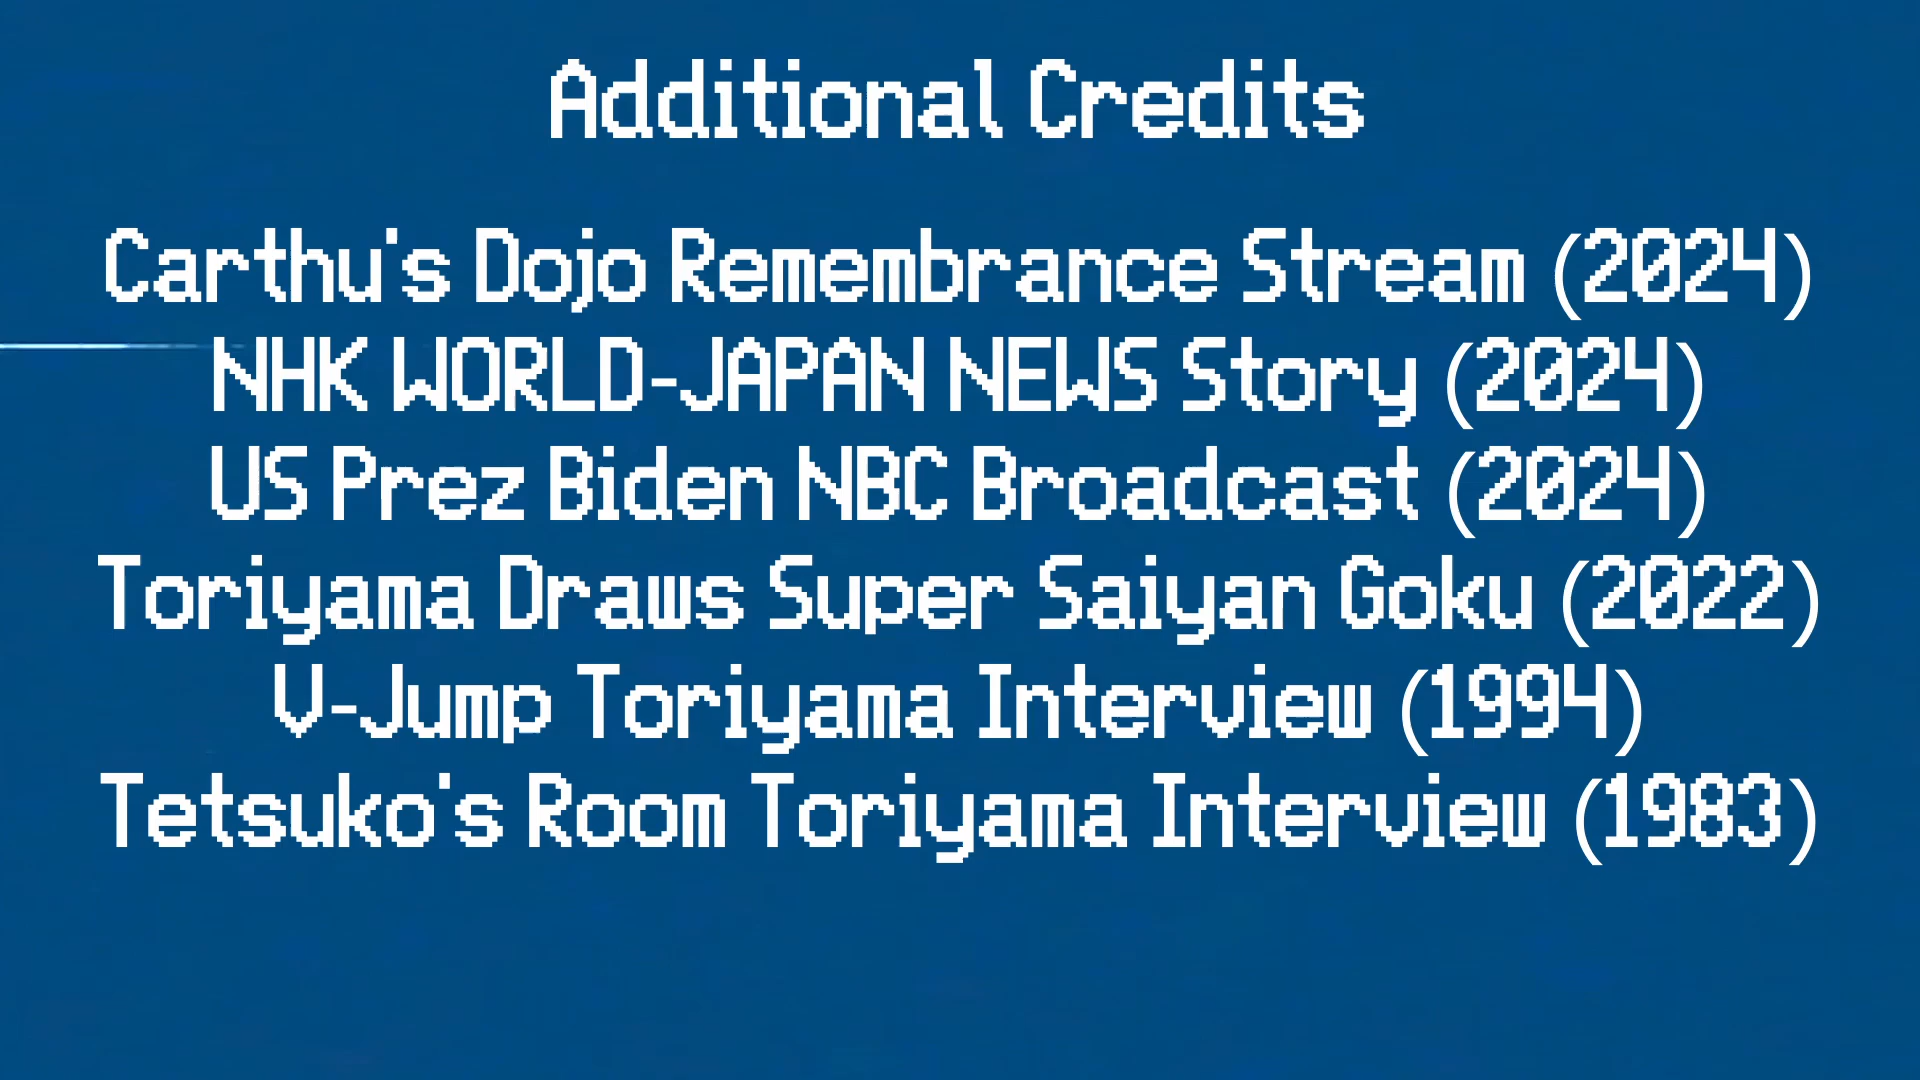 Additional Credits
Carthu's Dojo Remembrance Stream (2024)
NHK WORLD-JAPAN NEWS Story (2024)
US Prez Biden NBC Broadcast (2024)
Toriyama Draws Super Saiyan Goku (2022)
V-Jump Toriyama Interview (1994)
Tetsuko's Room Toriyama Interview (1983)